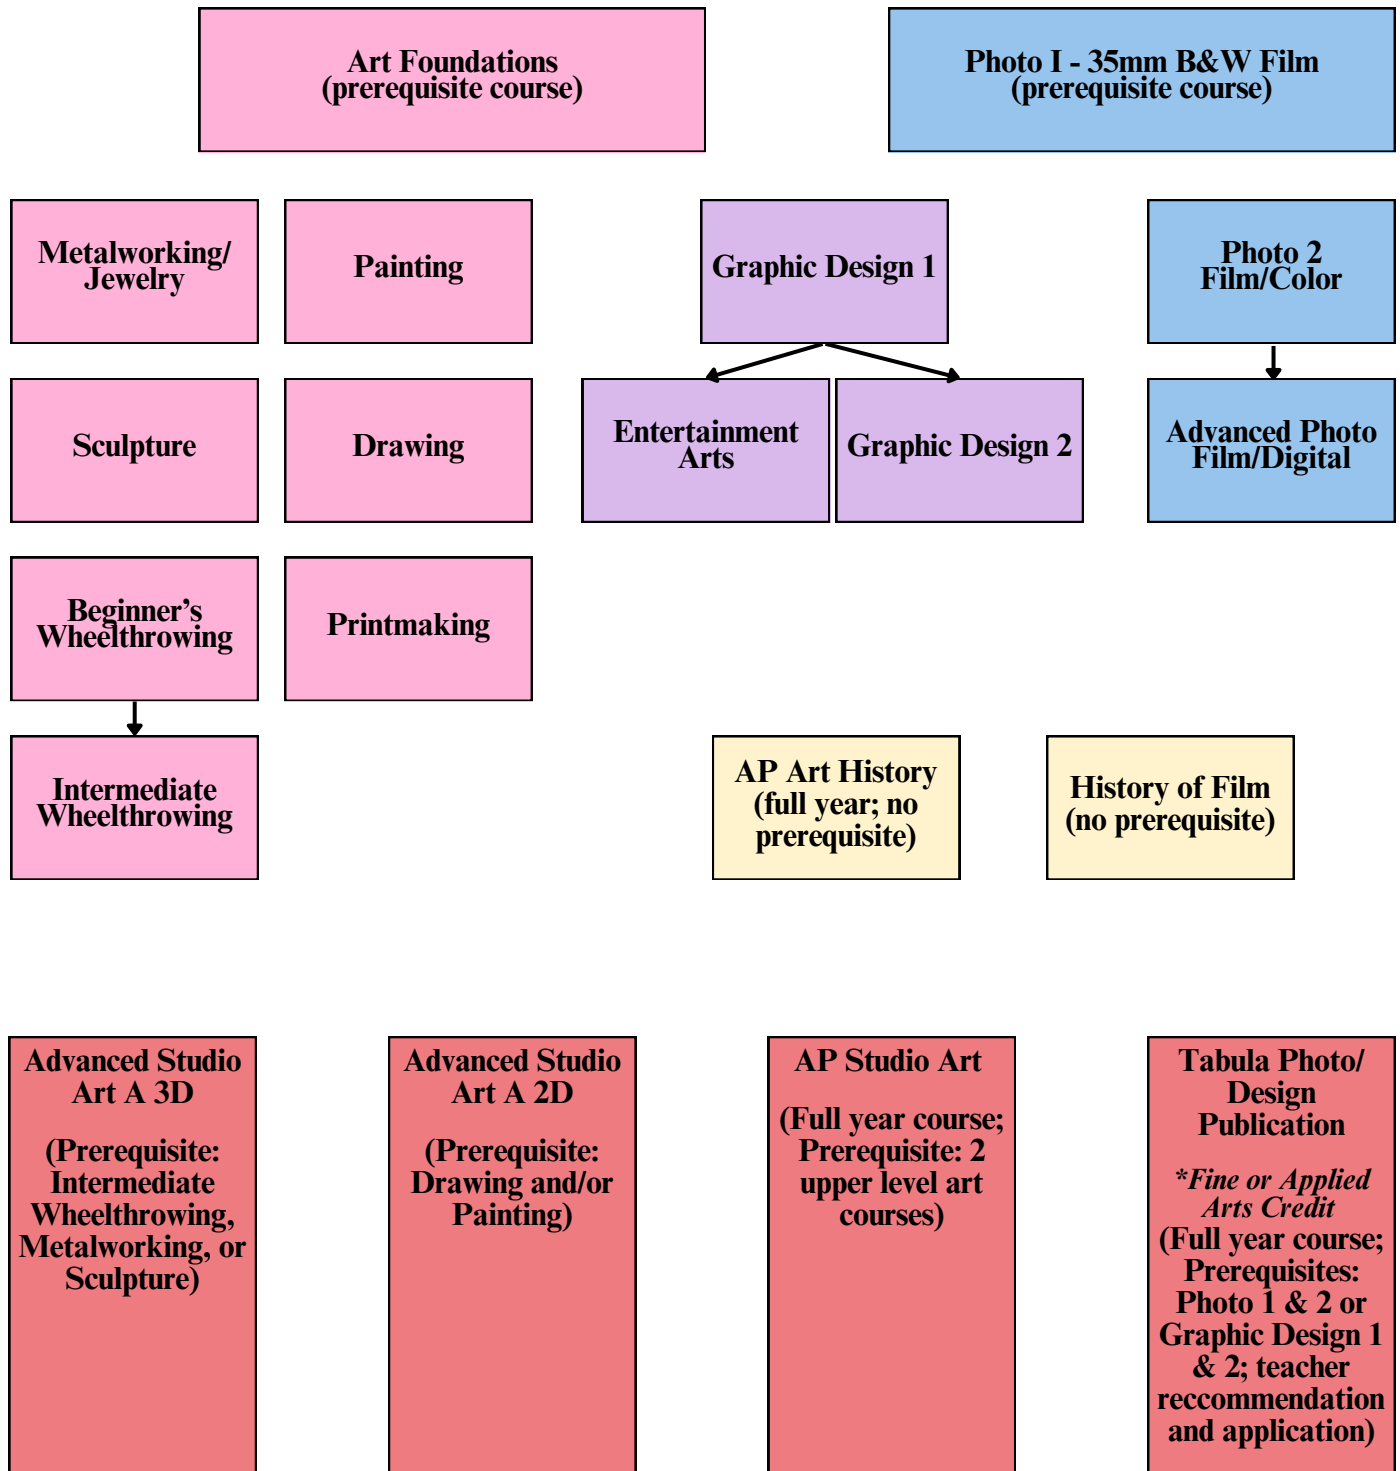 Art Foundations
(prerequisite course)
Photo I - 35mm B&W Film
(prerequisite course)
Metalworking/
Jewelry
Painting
Graphic Design 1
Photo 2
Film/Color
Sculpture
Drawing
Entertainment
Arts
Graphic Design 2
Advanced Photo
Film/Digital
Beginner’s
Wheelthrowing
Printmaking
Intermediate
Wheelthrowing
AP Art History
(full year; no
prerequisite)
History of Film
(no prerequisite)
Advanced Studio
Art A 3D
(Prerequisite:
Intermediate
Wheelthrowing,
Metalworking, or
Sculpture)
Advanced Studio
Art A 2D
(Prerequisite:
Drawing and/or
Painting)
AP Studio Art
(Full year course;
Prerequisite: 2
upper level art
courses)
Tabula Photo/
Design
Publication
*Fine or Applied
Arts Credit
(Full year course;
Prerequisites:
Photo 1 & 2 or
Graphic Design 1
& 2; teacher
reccommendation
and application)